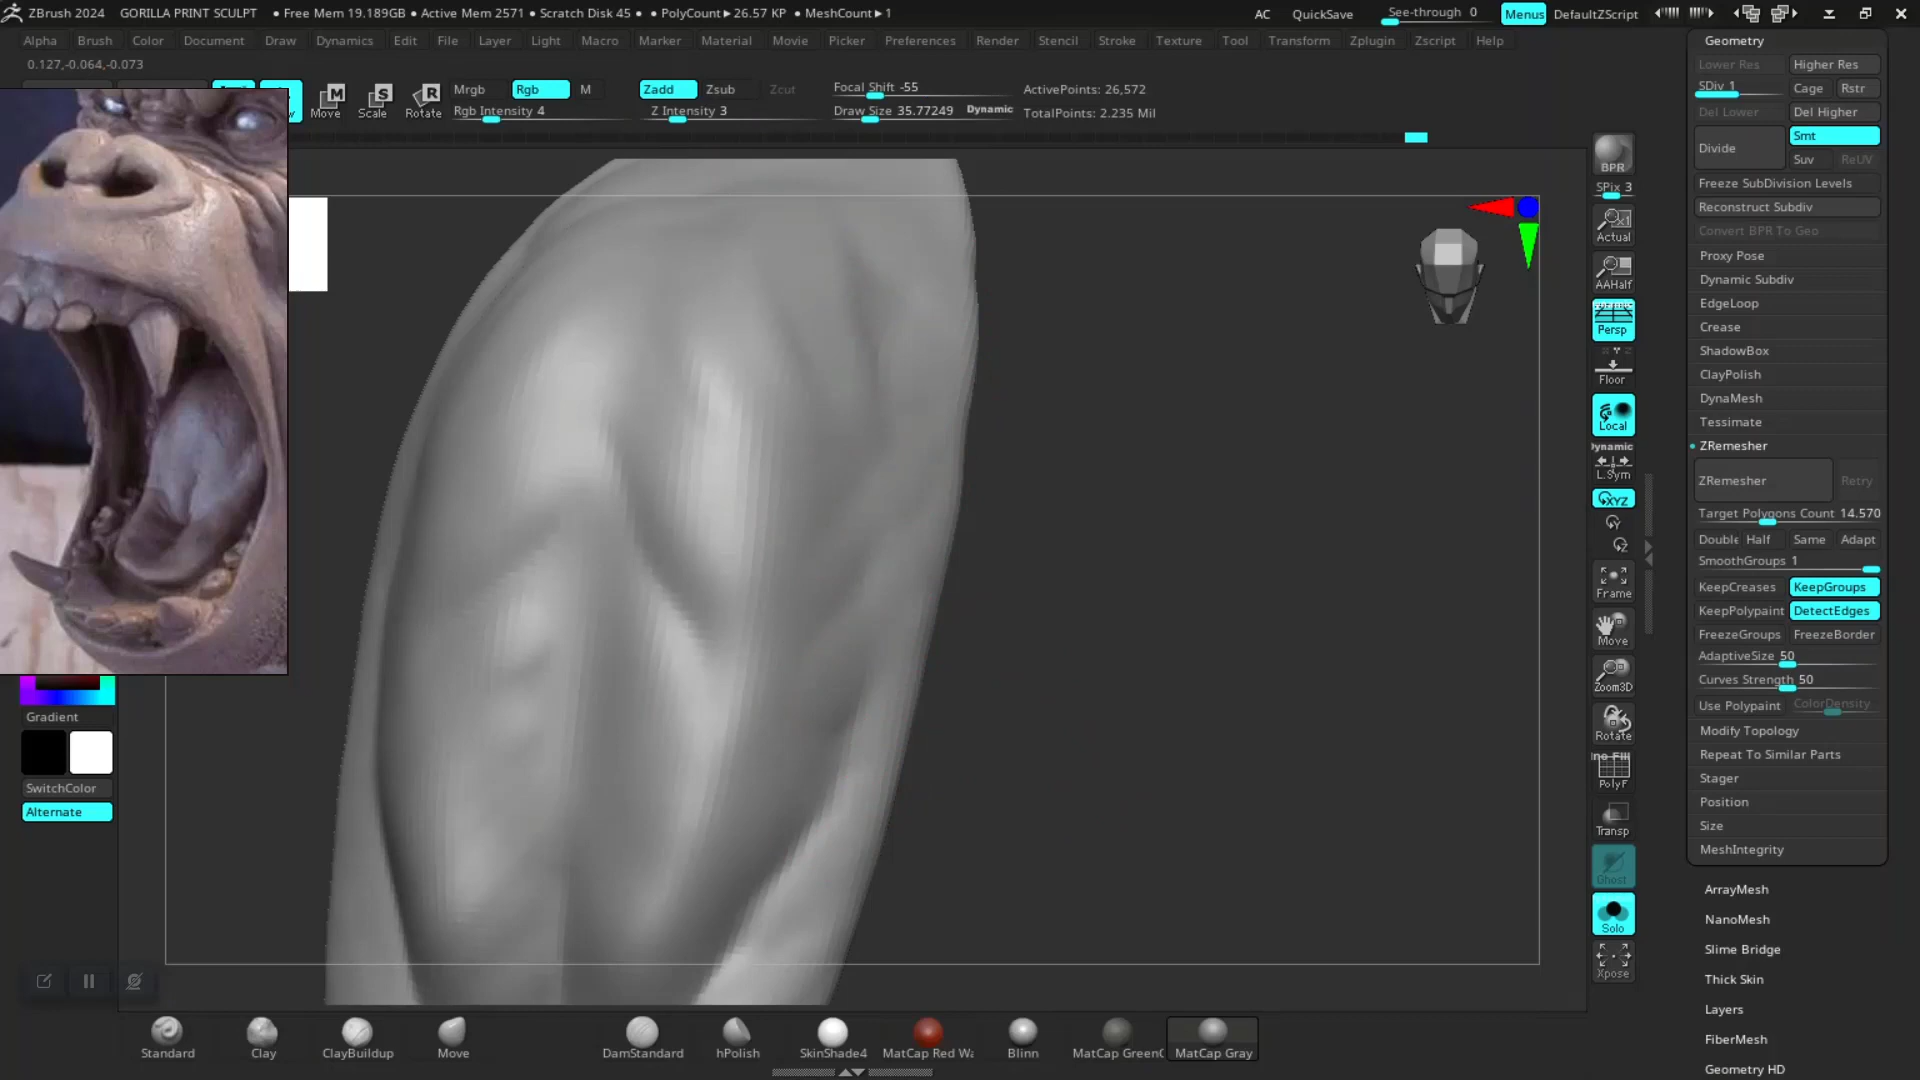 ZBrush 2024 GORILLA PRINT SCULPT • Free Mem 19.189GB • Active Mem 2571 • Scratch Disk 45 • • PolyCount▸26.57 KP • MeshCount▸1 AC QuickSave See-through 0 Menus DefaultZScript
Alpha Brush Color Document Draw Dynamics Edit File Layer Light Macro Marker Material Movie Picker Preferences Render Stencil Stroke Texture Tool Transform Zplugin Zscript Help
0.127,-0.064,-0.073
Move Scale Rotate
Mrgb Rgb M
Rgb Intensity 4
Zadd Zsub Zcut
Z Intensity 3
Focal Shift -55
Draw Size 35.77249 Dynamic
ActivePoints: 26,572
TotalPoints: 2.235 Mil
Gradient
SwitchColor
Alternate
BPR
SPix 3
Actual
AAHalf
Persp
Floor
Local
Dynamic
L.Sym
XYZ
Frame
Move
Zoom3D
Rotate
PolyF
Transp
Ghost
Solo
Xpose
Geometry
Lower Res Higher Res
SDiv 1 Cage Rstr
Del Lower Del Higher
Divide Smt
Suv ReUV
Freeze SubDivision Levels
Reconstruct Subdiv
Convert BPR To Geo
Proxy Pose
Dynamic Subdiv
EdgeLoop
Crease
ShadowBox
ClayPolish
DynaMesh
Tessimate
ZRemesher
ZRemesher Retry
Target Polygons Count 14.570
Double Half Same Adapt
SmoothGroups 1
KeepCreases KeepGroups
KeepPolypaint DetectEdges
FreezeGroups FreezeBorder
AdaptiveSize 50
Curves Strength 50
Use Polypaint ColorDensity
Modify Topology
Repeat To Similar Parts
Stager
Position
Size
MeshIntegrity
ArrayMesh
NanoMesh
Slime Bridge
Thick Skin
Layers
FiberMesh
Geometry HD
Standard Clay ClayBuildup Move DamStandard hPolish SkinShade4 MatCap Red Wa Blinn MatCap GreenC MatCap Gray